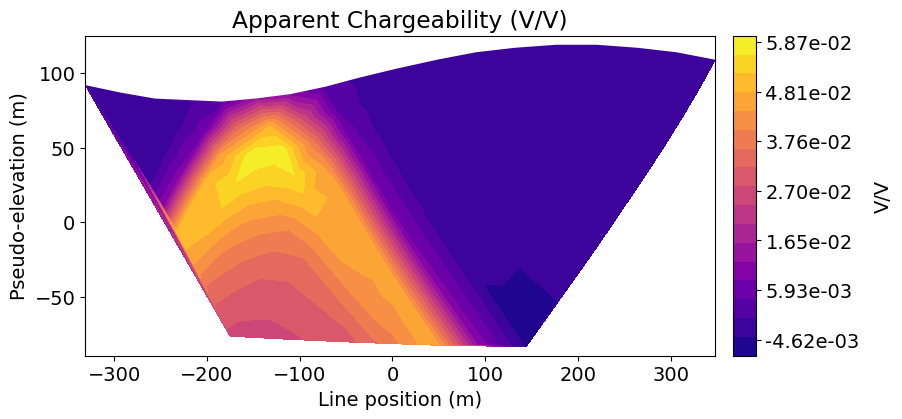 Apparent Chargeability (V/V)
5.87e-02
100
4.81e-02
50
3.76e-02
Pseudo-elevation (m)
2.70e-02
V/V
0
1.65e-02
−50
5.93e-03
-4.62e-03
−300 −200 −100 0 100 200 300
Line position (m)